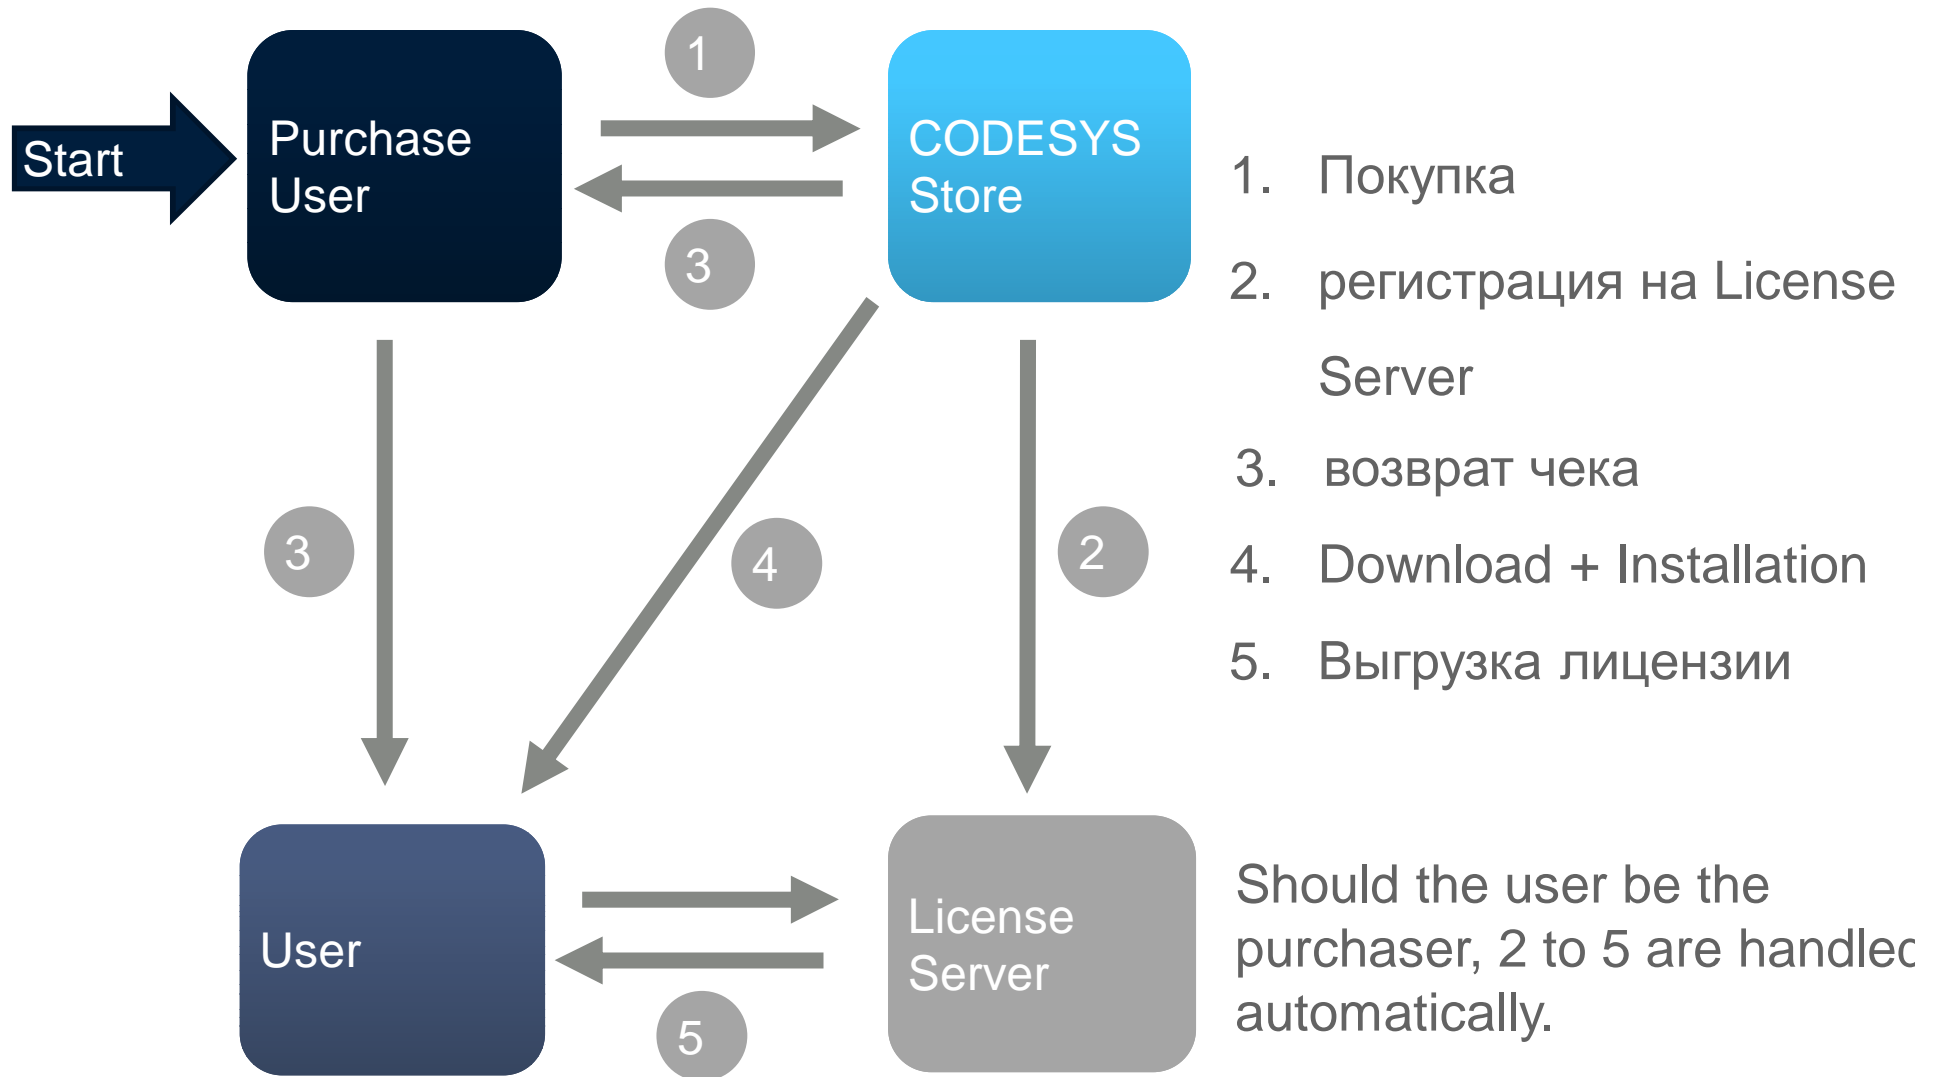 Start
Purchase
User
1
3
CODESYS
Store
1. Покупка
2. регистрация на License
Server
3. возврат чека
4. Download + Installation
5. Выгрузка лицензии
3
4
2
User
5
License
Server
Should the user be the
purchaser, 2 to 5 are handlec
automatically.